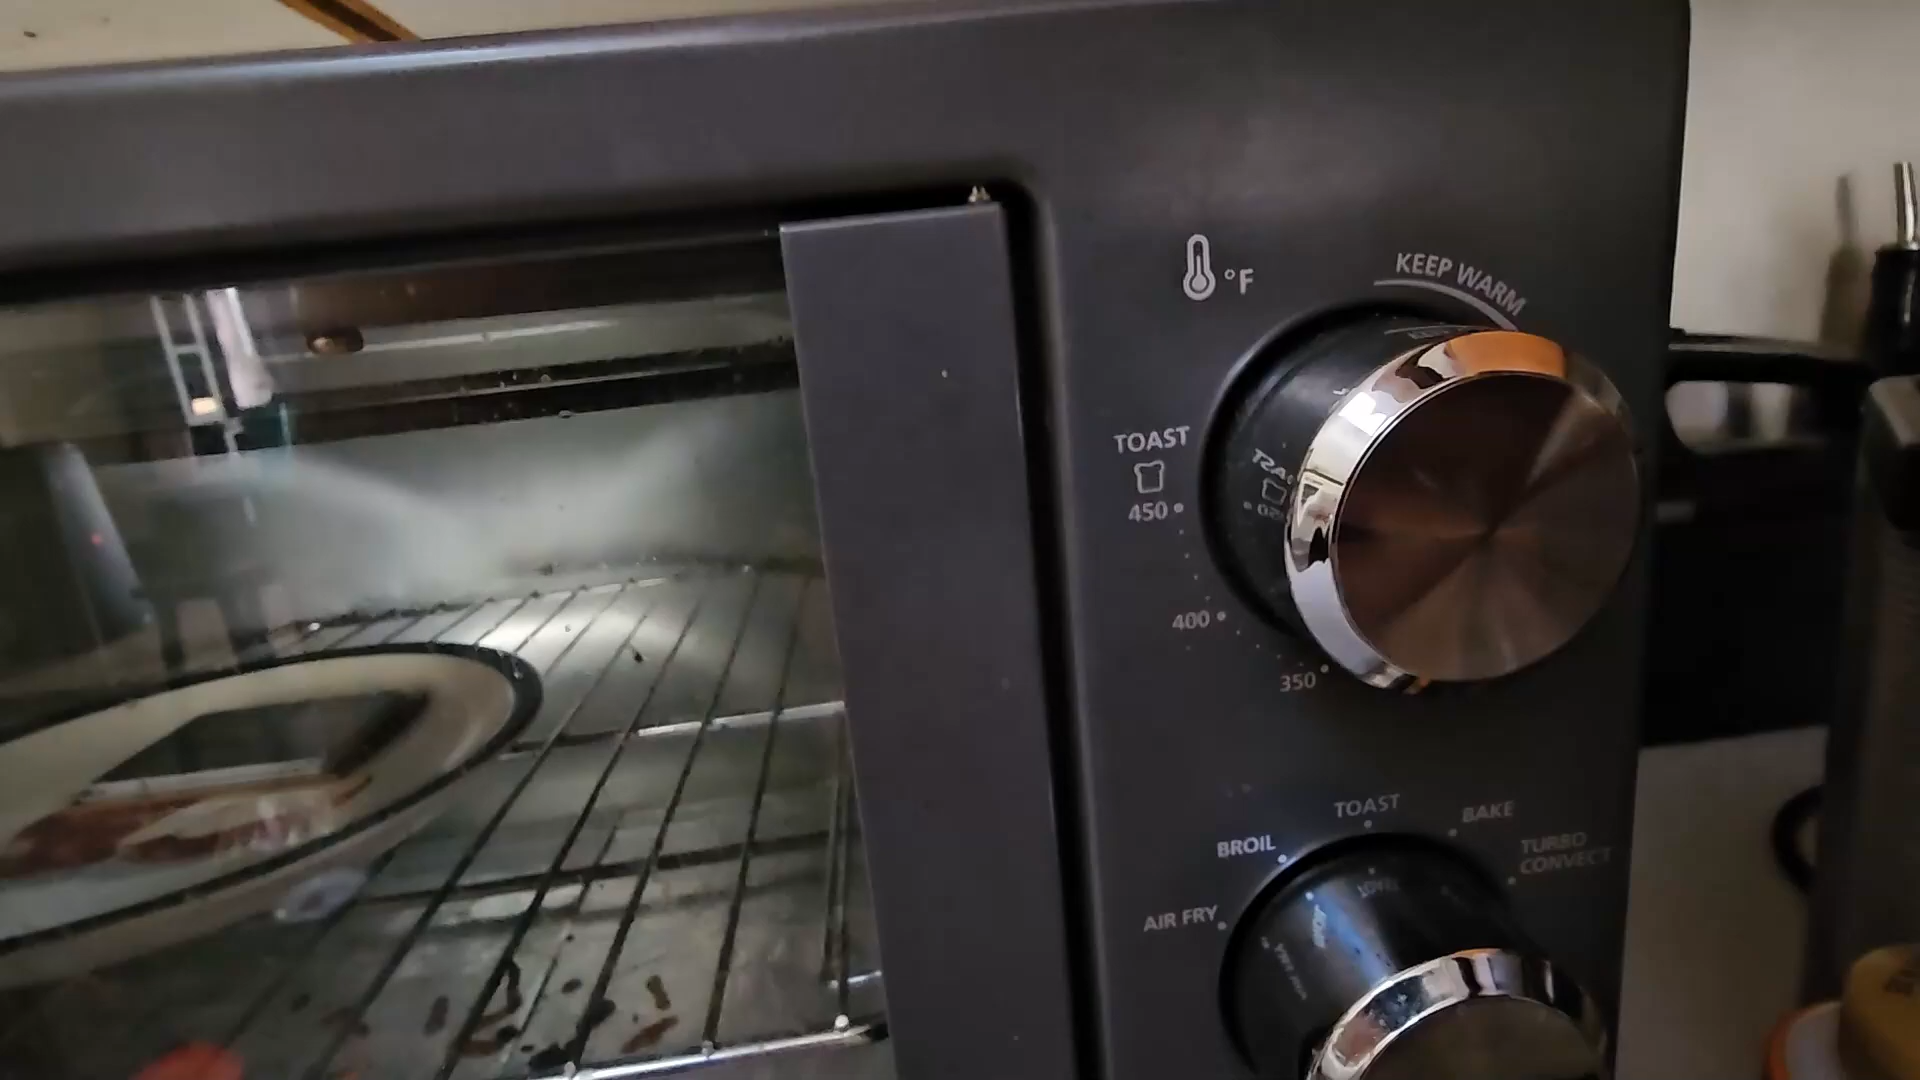 °F
KEEP WARM
TOAST
450
400
350
TOAST
BAKE
BROIL
TURBO
CONVECT
AIR FRY